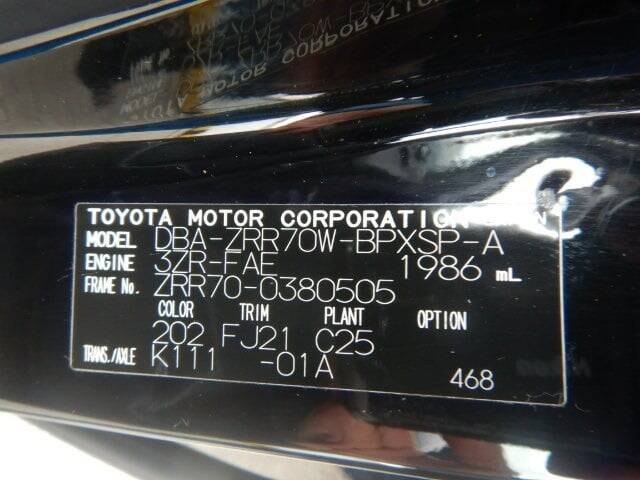 TOYOTA MOTOR CORPORATION
MODEL DBA-ZRR70W-BPXSP-A
ENGINE 3ZR-FAE 1986 mL
FRAME No. ZRR70-0380505
COLOR TRIM PLANT OPTION
202 FJ21 C25
TRANS./AXLE K111 -01A
468